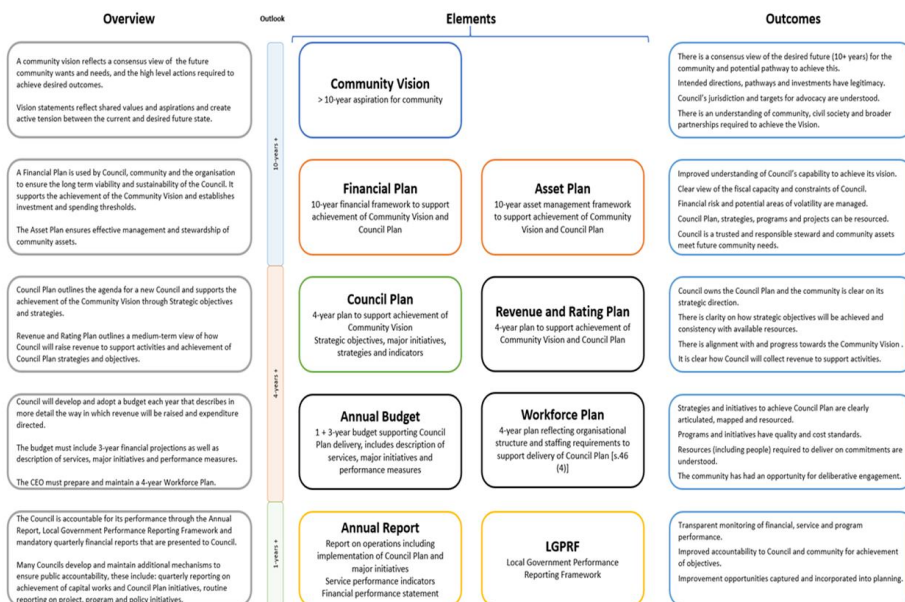 Overview
Outlook
Elements
Outcomes
A community vision reflects a consensus view of the future
community wants and needs, and the high level actions required to
achieve desired outcomes.
Vision statements reflect shared values and aspirations and create
active tension between the current and desired future state.
10-years +
Community Vision
> 10-year aspiration for community
There is a consensus view of the desired future (10+ years) for the
community and potential pathway to achieve this.
Intended directions, pathways and investments have legitimacy.
Council's jurisdiction and targets for advocacy are understood.
There is an understanding of community, civil society and broader
partnerships required to achieve the Vision.
A Financial Plan is used by Council, community and the organisation
to ensure the long term viability and sustainability of the Council. It
supports the achievement of the Community Vision and establishes
investment and spending thresholds.
The Asset Plan ensures effective management and stewardship of
community assets.
Financial Plan
10-year financial framework to support
achievement of Community Vision and
Council Plan
Asset Plan
10-year asset management framework
to support achievement of Community
Vision and Council Plan
Improved understanding of Council's capability to achieve its vision.
Clear view of the fiscal capacity and constraints of Council.
Financial risk and potential areas of volatility are managed.
Council Plan, strategies, programs and projects can be resourced.
Council is a trusted and responsible steward and community assets
meet future community needs.
Council Plan outlines the agenda for a new Council and supports the
achievement of the Community Vision through Strategic objectives
and strategies.
Revenue and Rating Plan outlines a medium-term view of how
Council will raise revenue to support activities and achievement of
Council Plan strategies and objectives.
4-years +
Council Plan
4-year plan to support achievement of
Community Vision
Strategic objectives, major initiatives,
strategies and indicators
Revenue and Rating Plan
4-year plan to support achievement of
Community Vision and Council Plan
Council owns the Council Plan and the community is clear on its
strategic direction.
There is clarity on how strategic objectives will be achieved and
consistency with available resources.
There is alignment with and progress towards the Community Vision .
It is clear how Council will collect revenue to support activities.
Council will develop and adopt a budget each year that describes in
more detail the way in which revenue will be raised and expenditure
directed.
The budget must include 3-year financial projections as well as
description of services, major initiatives and performance measures.
The CEO must prepare and maintain a 4-year Workforce Plan.
Annual Budget
1 + 3-year budget supporting Council
Plan delivery, includes description of
services, major initiatives and
performance measures
Workforce Plan
4-year plan reflecting organisational
structure and staffing requirements to
support delivery of Council Plan [s.46
(4)]
Strategies and initiatives to achieve Council Plan are clearly
articulated, mapped and resourced.
Programs and initiatives have quality and cost standards.
Resources (including people) required to deliver on commitments are
understood.
The community has had an opportunity for deliberative engagement.
The Council is accountable for its performance through the Annual
Report, Local Government Performance Reporting Framework and
mandatory quarterly financial reports that are presented to Council.
Many Councils develop and maintain additional mechanisms to
ensure public accountability, these include: quarterly reporting on
achievement of capital works and Council Plan initiatives, routine
reporting on project, program and policy initiatives.
1-years +
Annual Report
Report on operations including
implementation of Council Plan and
major initiatives
Service performance indicators
Financial performance statement
LGPRF
Local Government Performance
Reporting Framework
Transparent monitoring of financial, service and program
performance.
Improved accountability to Council and community for achievement
of objectives.
Improvement opportunities captured and incorporated into planning.